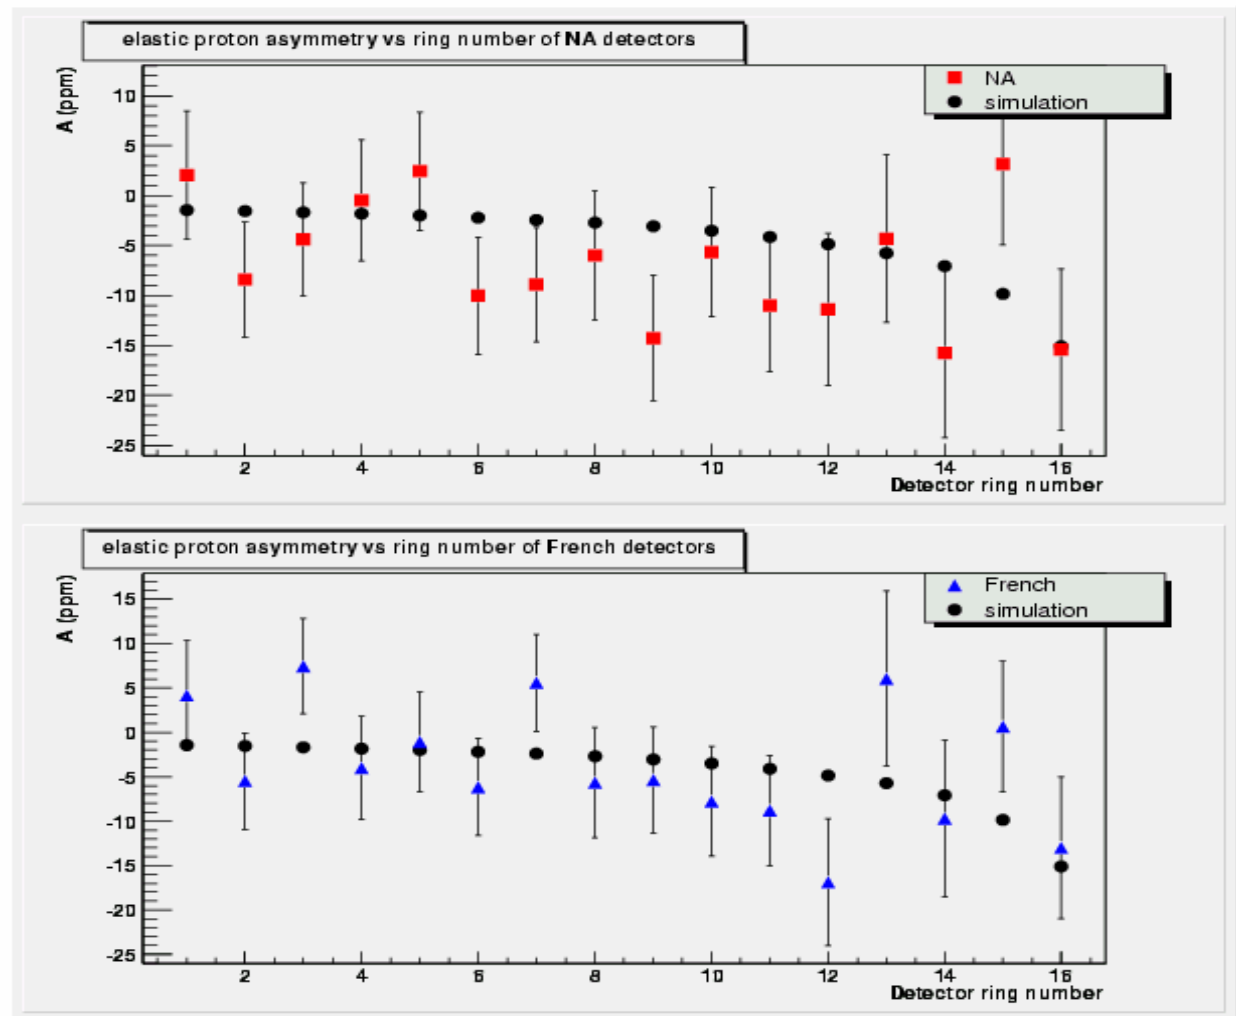 elastic proton asymmetry vs ring number of NA detectors
A (ppm)
NA
simulation
10
5
0
-5
-10
-15
-20
-25
2 4 6 8 10 12 14 16
Detector ring number
elastic proton asymmetry vs ring number of French detectors
A (ppm)
French
simulation
15
10
5
0
-5
-10
-15
-20
-25
2 4 6 8 10 12 14 16
Detector ring number